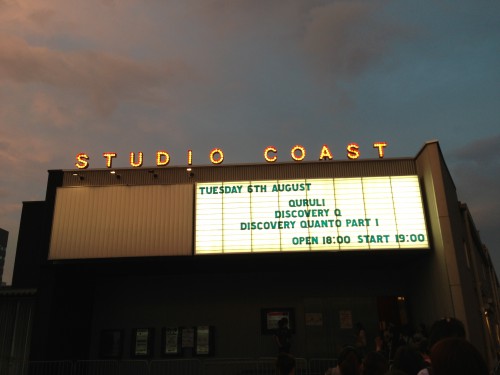 STUDIO COAST
TUESDAY 6TH AUGUST
QURULI
DISCOVERY Q
DISCOVERY QUANTO PART 1
OPEN 18:00 START 19:00